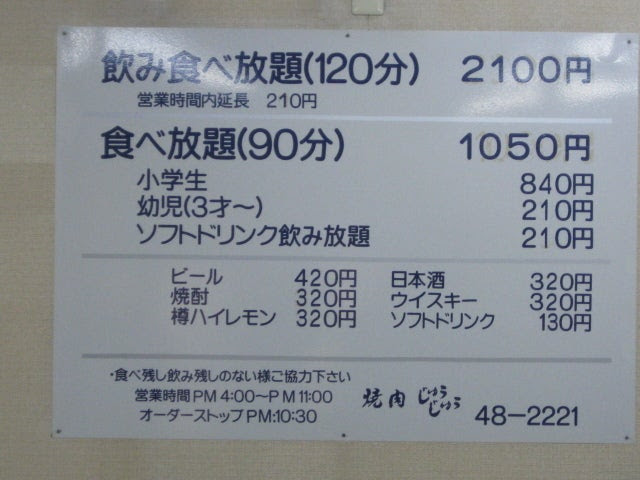 飲み食べ放題(120分) 2100円
営業時間内延長 210円
食べ放題(90分) 1050円
小学生 840円
幼児(3才〜) 210円
ソフトドリンク飲み放題 210円
ビール 420円 日本酒 320円
焼酎 320円 ウイスキー 320円
樽ハイレモン 320円 ソフトドリンク 130円
・食べ残し飲み残しのない様ご協力下さい
営業時間 PM 4:00〜PM 11:00
オーダーストップ PM:10:30
焼肉 じゅうじゅう 48-2221